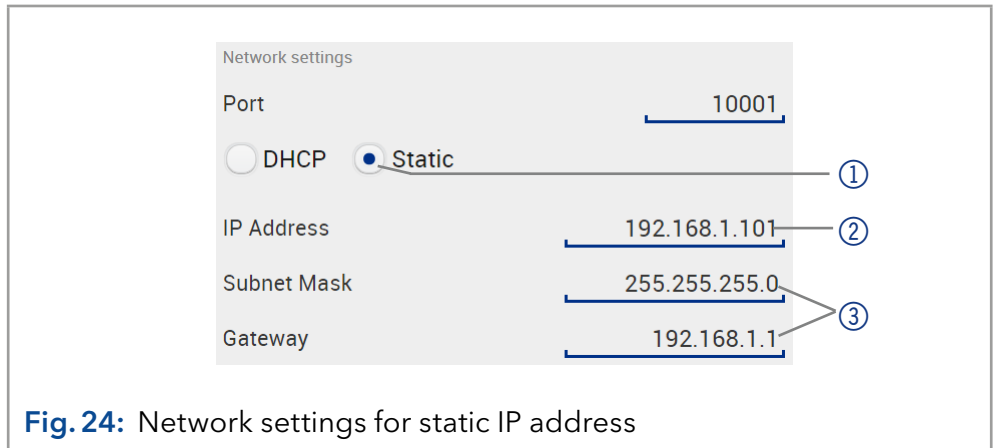 Network settings
Port 10001
DHCP Static
①
IP Address 192.168.1.101 ②
Subnet Mask 255.255.255.0
③
Gateway 192.168.1.1
Fig. 24: Network settings for static IP address